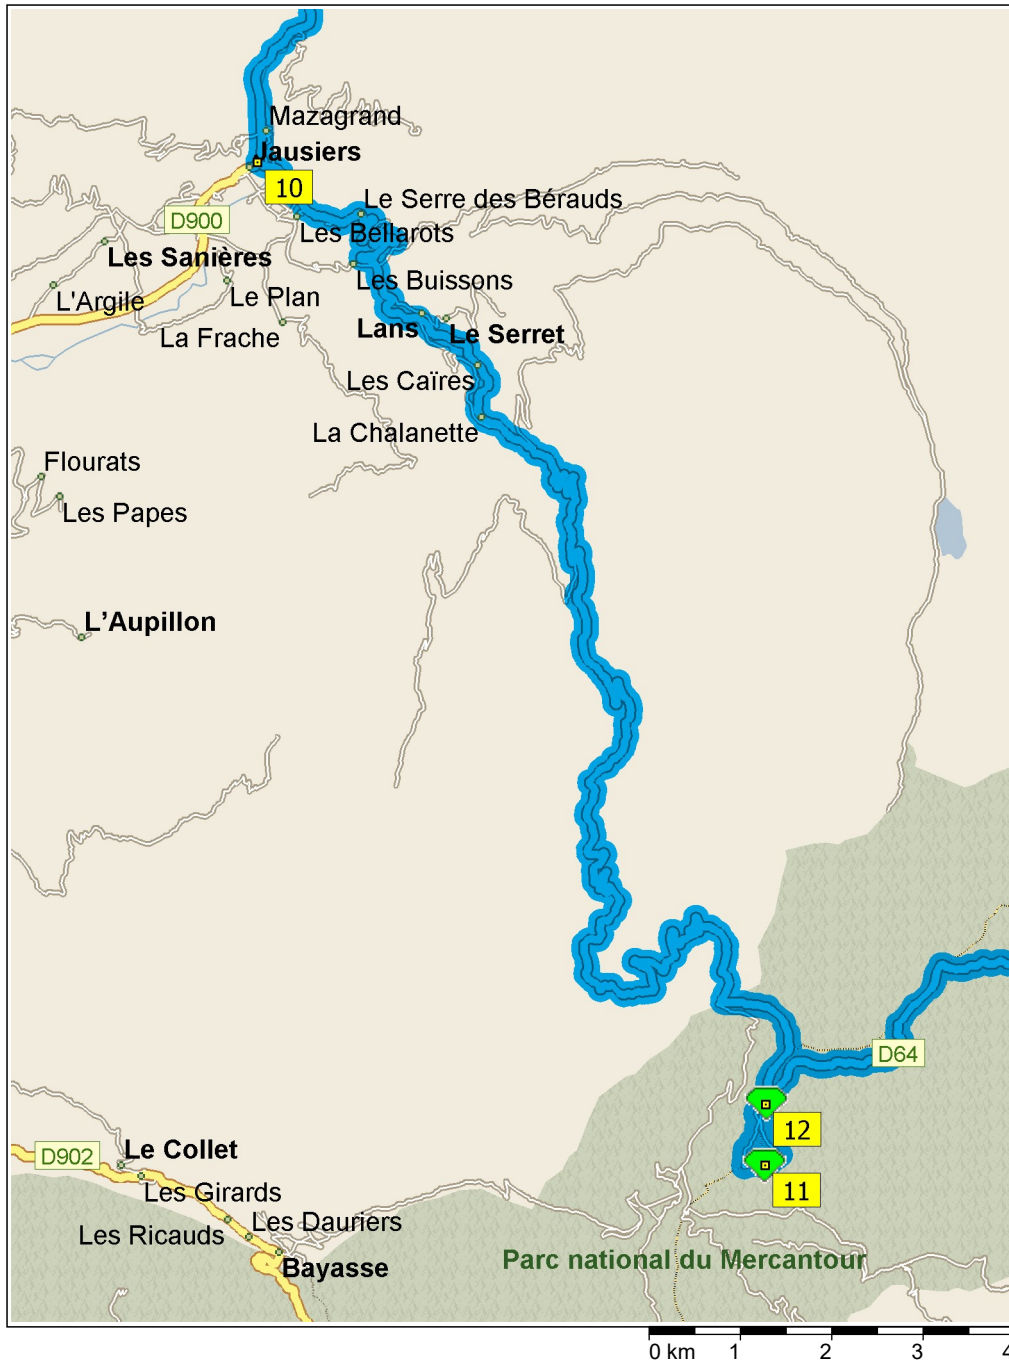 Mazagrand
Jausiers
10
Le Serre des Bérauds
D900
Les Bellarots
Les Sanières
Les Buissons
L'Argile
Le Plan
Lans
Le Serret
La Frache
Les Caïres
La Chalanette
Flourats
Les Papes
L’Aupillon
D64
12
Le Collet
D902
11
Les Girards
Les Dauriers
Les Ricauds
Parc national du Mercantour
Bayasse
0 km 1 2 3 4